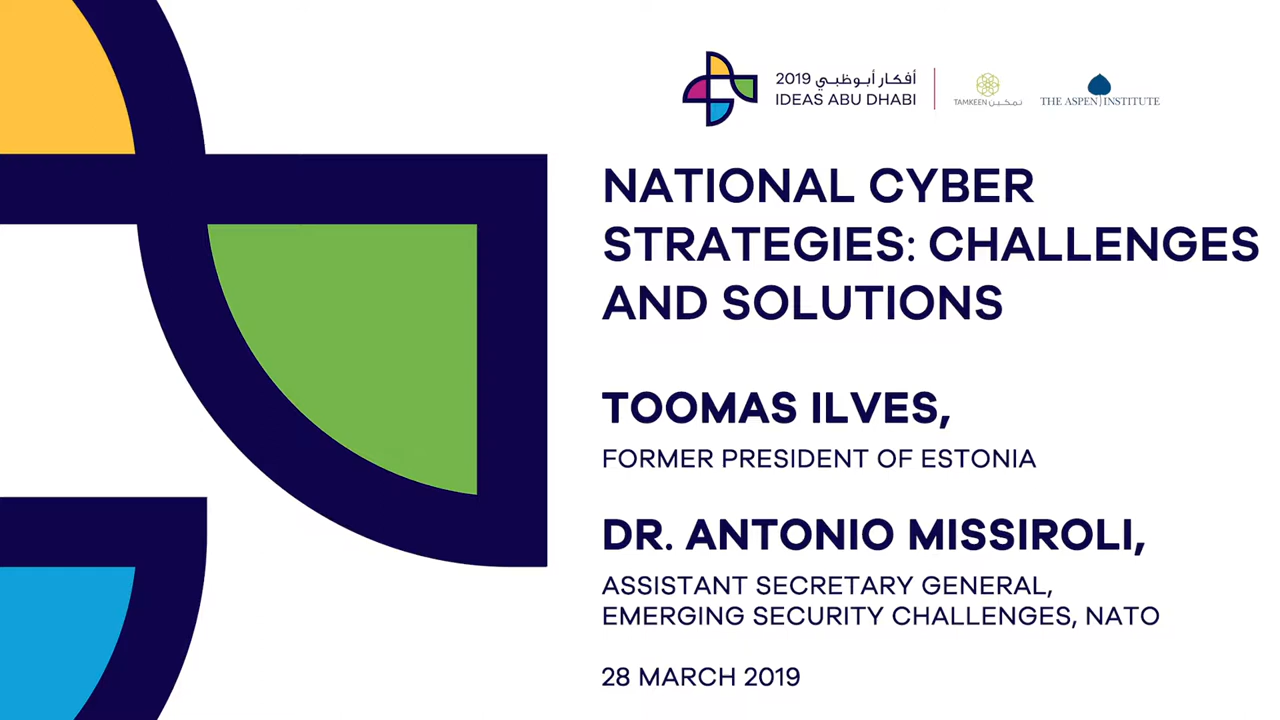 2019 أفكار أبوظبي
IDEAS ABU DHABI
TAMKEEN تمكين
THE ASPEN INSTITUTE
NATIONAL CYBER
STRATEGIES: CHALLENGES
AND SOLUTIONS
TOOMAS ILVES,
FORMER PRESIDENT OF ESTONIA
DR. ANTONIO MISSIROLI,
ASSISTANT SECRETARY GENERAL,
EMERGING SECURITY CHALLENGES, NATO
28 MARCH 2019